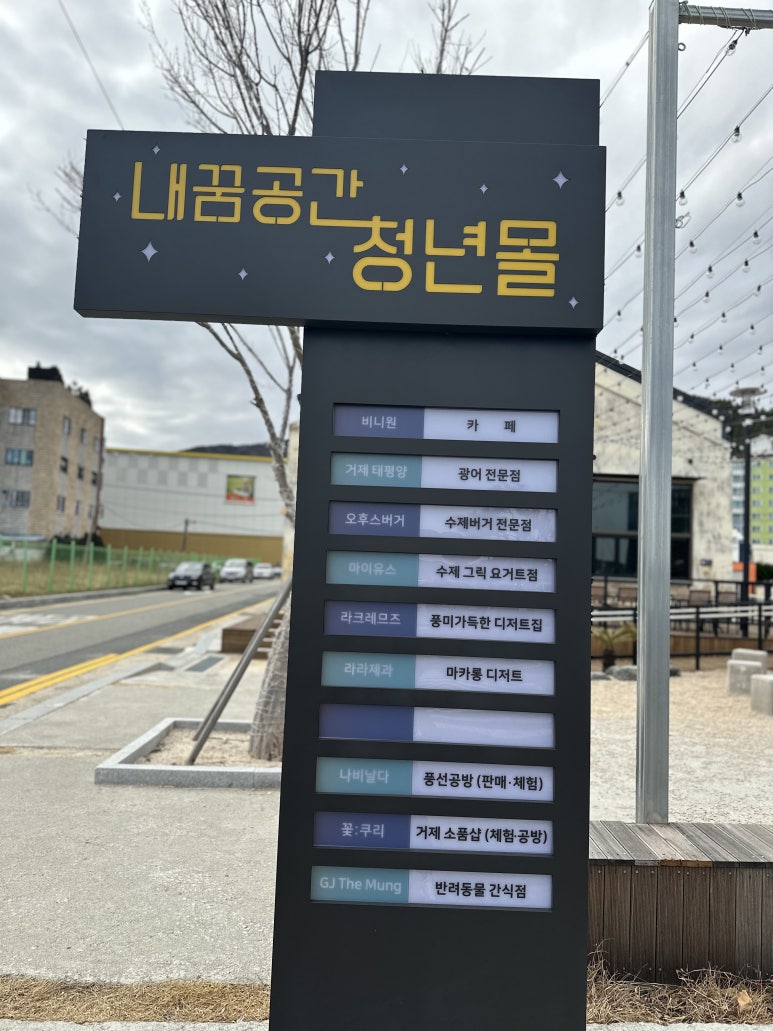 내꿈공간
청년몰
비니원 카 페
거제 태평양 광어 전문점
오후스버거 수제버거 전문점
마이유스 수제 그릭 요거트점
라크레므즈 풍미가득한 디저트집
라라제과 마카롱 디저트
나비날다 풍선공방 (판매·체험)
꽃:쿠리 거제 소품샵 (체험·공방)
GJ The Mung 반려동물 간식점